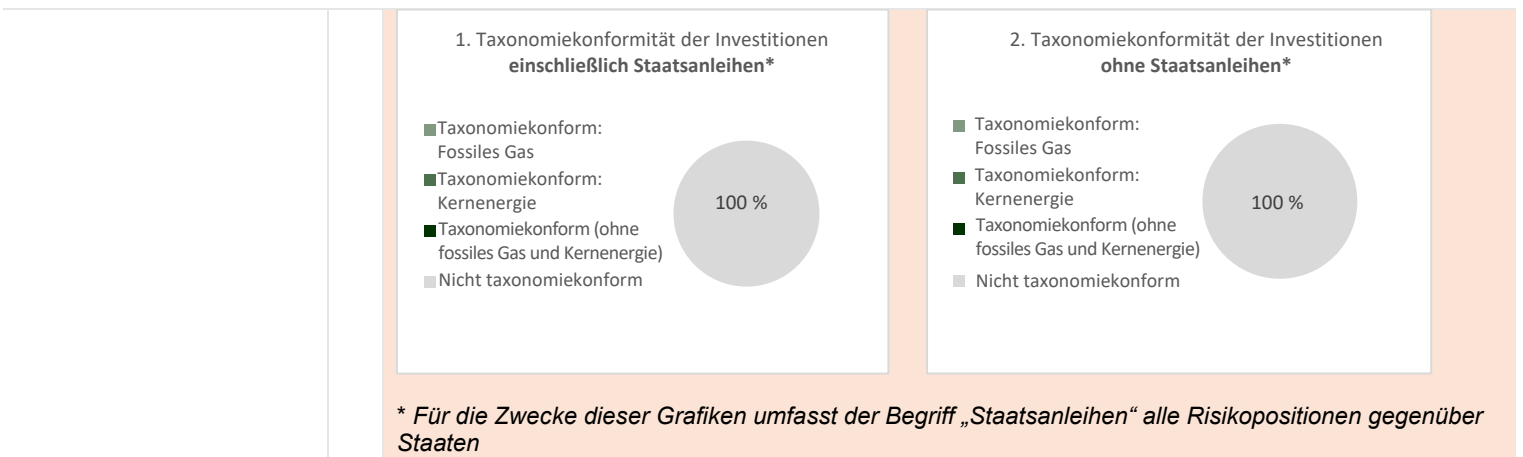 1. Taxonomiekonformität der Investitionen
einschließlich Staatsanleihen*
Taxonomiekonform:
Fossiles Gas
Taxonomiekonform:
Kernenergie
Taxonomiekonform (ohne
fossiles Gas und Kernenergie)
Nicht taxonomiekonform
100 %
2. Taxonomiekonformität der Investitionen
ohne Staatsanleihen*
Taxonomiekonform:
Fossiles Gas
Taxonomiekonform:
Kernenergie
Taxonomiekonform (ohne
fossiles Gas und Kernenergie)
Nicht taxonomiekonform
100 %
* Für die Zwecke dieser Grafiken umfasst der Begriff „Staatsanleihen“ alle Risikopositionen gegenüber
Staaten